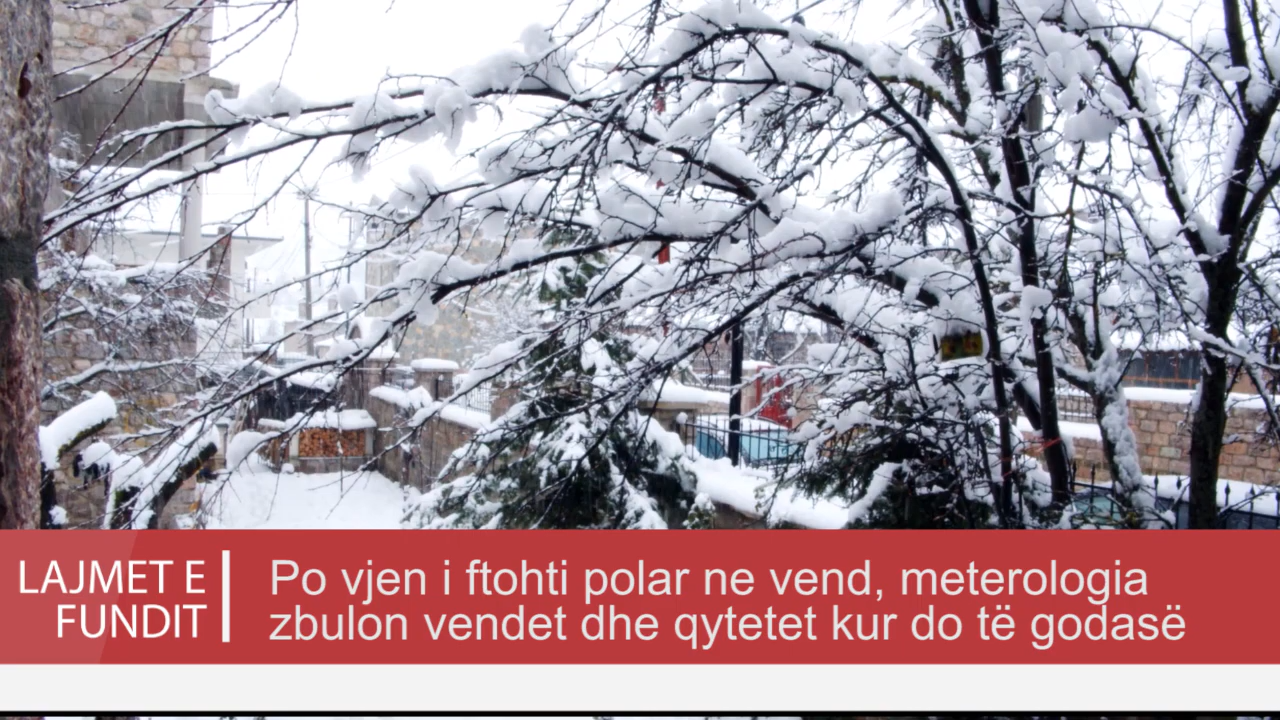 LAJMET E
FUNDIT
Po vjen i ftohti polar ne vend, meterologia
zbulon vendet dhe qytetet kur do të godasë